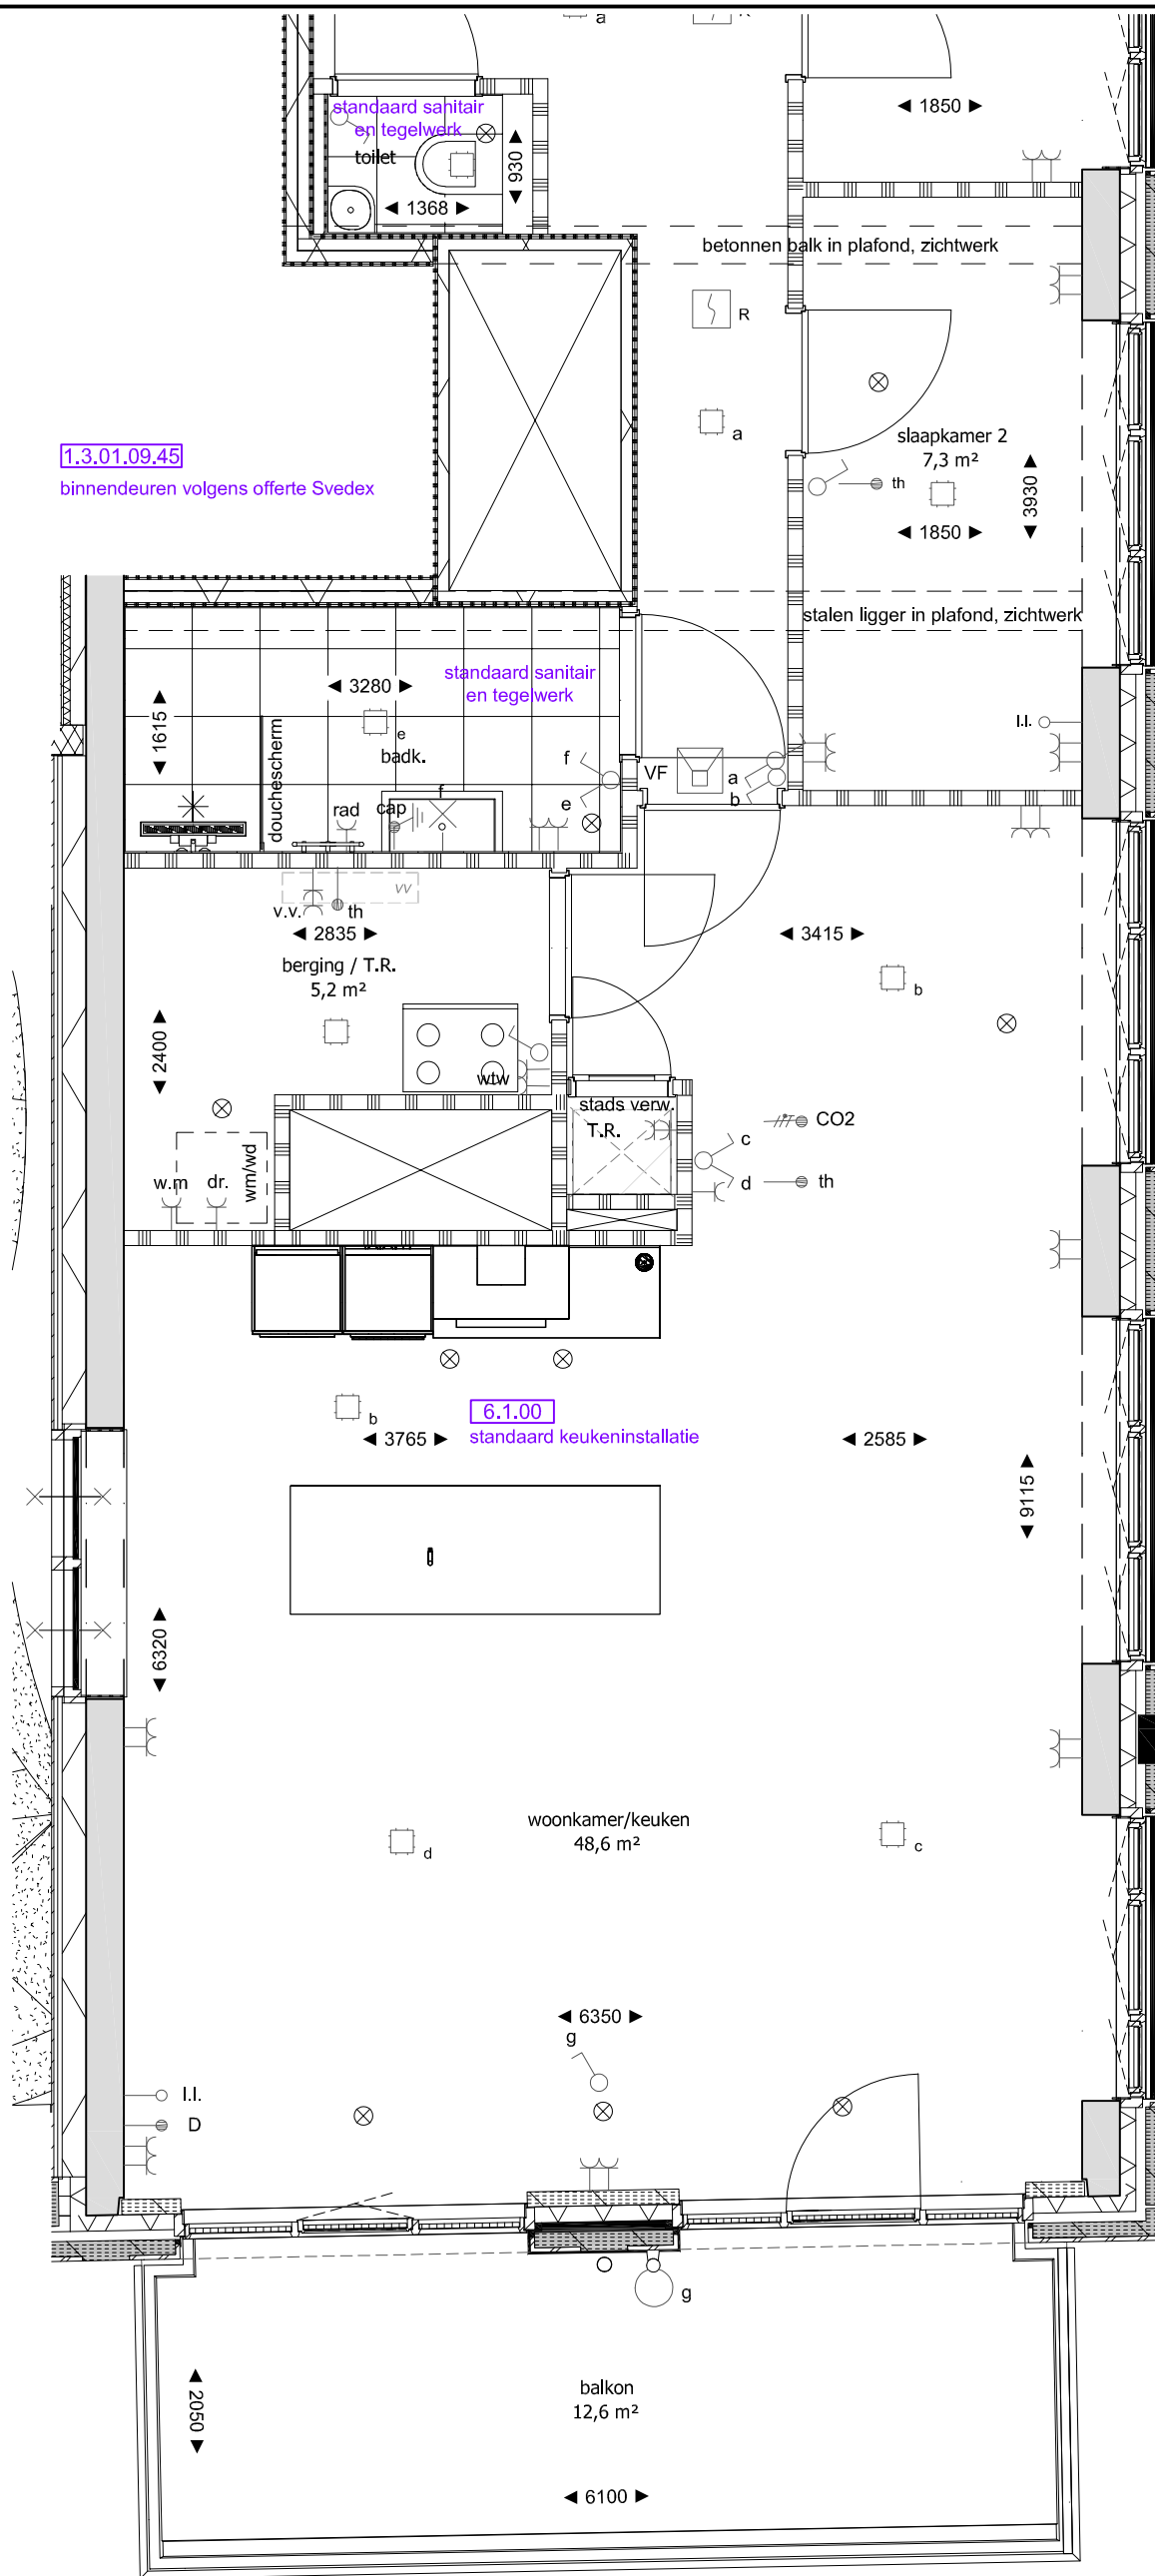 a
standaard sanitair
en tegelwerk
toilet
930
1368
1850
betonnen balk in plafond, zichtwerk
R
a
slaapkamer 2
7,3 m²
3930
th
1850
1.3.01.09.45
binnendeuren volgens offerte Svedex
stalen ligger in plafond, zichtwerk
standaard sanitair
en tegelwerk
3280
1615
e
badk.
douchescherm
f
e
VF
a
b
l.l.
rad
cap
f
vv
v.v.
th
2835
berging / T.R.
5,2 m²
3415
b
2400
wtw
stads verw.
T.R.
CO2
c
d
th
w.m
dr.
wm/wd
b
6.1.00
standaard keukeninstallatie
3765
2585
9115
6320
woonkamer/keuken
48,6 m²
d
c
6350
g
l.l.
D
g
balkon
12,6 m²
2050
6100